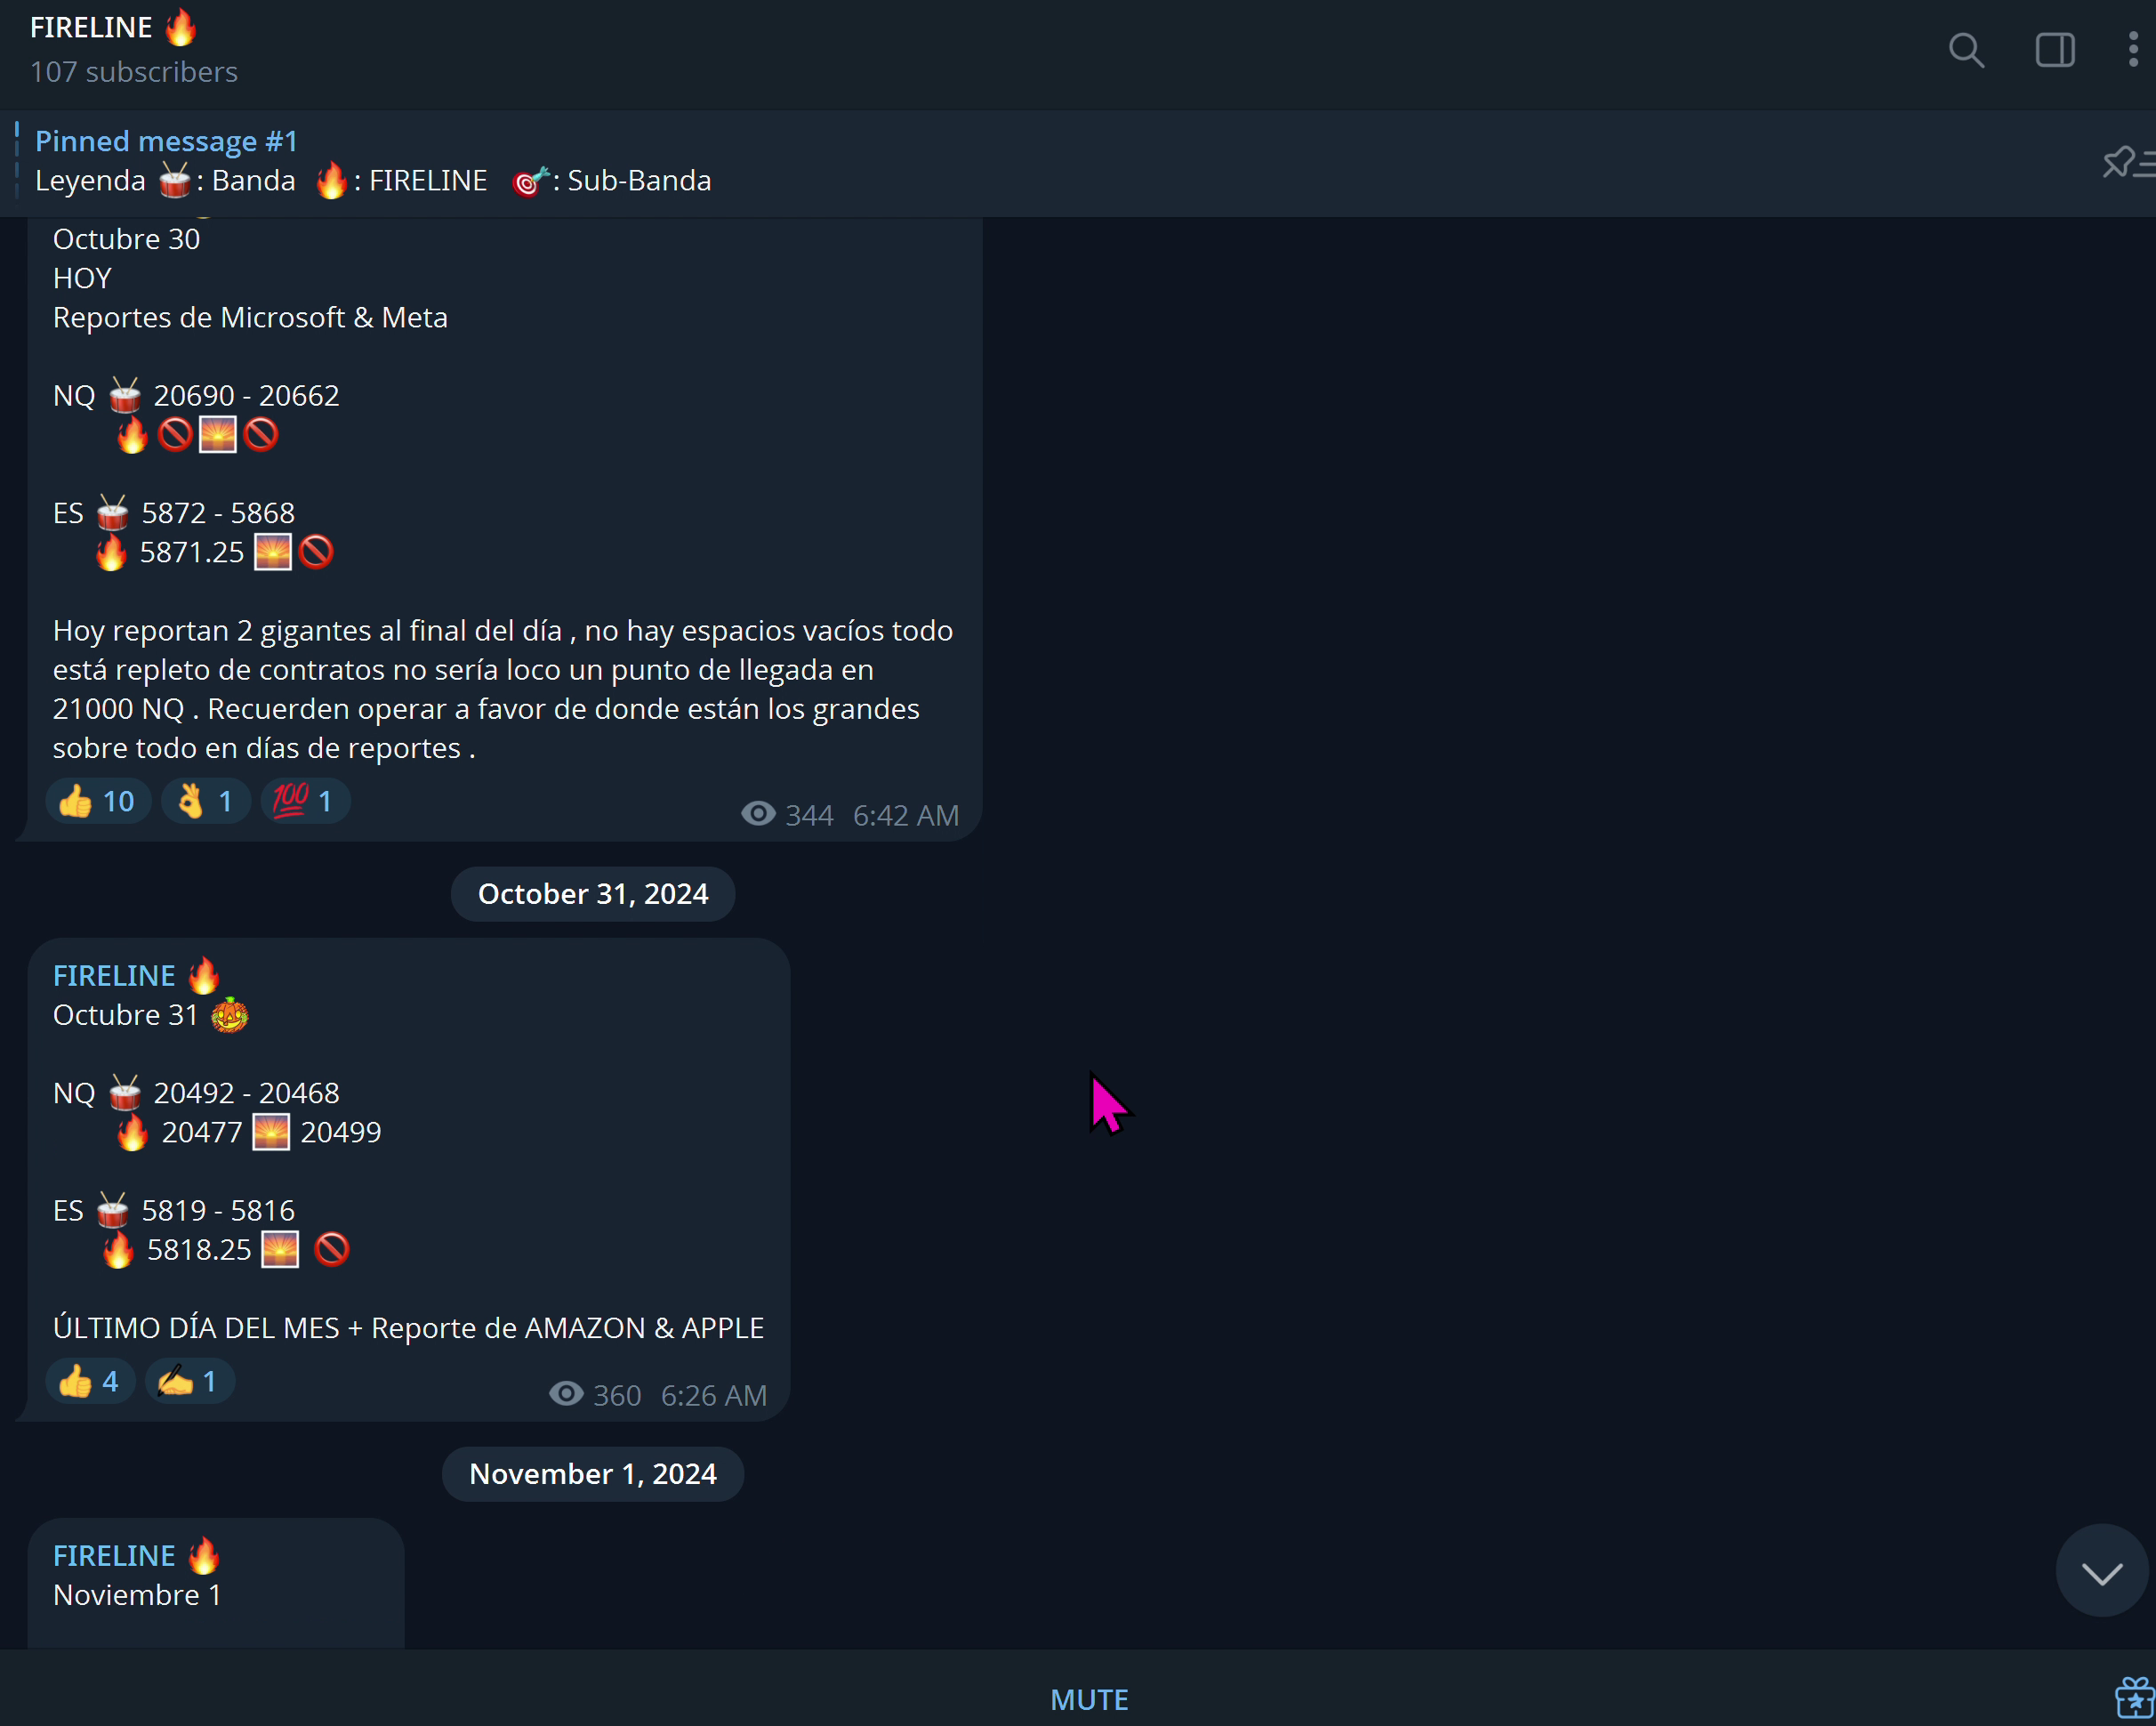 FIRELINE 🔥
107 subscribers
Pinned message #1
Leyenda 🥁: Banda 🔥: FIRELINE 🎯: Sub-Banda
Octubre 30
HOY
Reportes de Microsoft & Meta
NQ 🥁 20690 - 20662
🔥🚫🌅🚫
ES 🥁 5872 - 5868
🔥 5871.25 🌅🚫
Hoy reportan 2 gigantes al final del día , no hay espacios vacíos todo
está repleto de contratos no sería loco un punto de llegada en
21000 NQ . Recuerden operar a favor de donde están los grandes
sobre todo en días de reportes .
👍 10 👌 1 💯 1
344 6:42 AM
October 31, 2024
FIRELINE 🔥
Octubre 31 🎃
NQ 🥁 20492 - 20468
🔥 20477 🌅 20499
ES 🥁 5819 - 5816
🔥 5818.25 🌅 🚫
ÚLTIMO DÍA DEL MES + Reporte de AMAZON & APPLE
👍 4 ✍ 1
360 6:26 AM
November 1, 2024
FIRELINE 🔥
Noviembre 1
MUTE